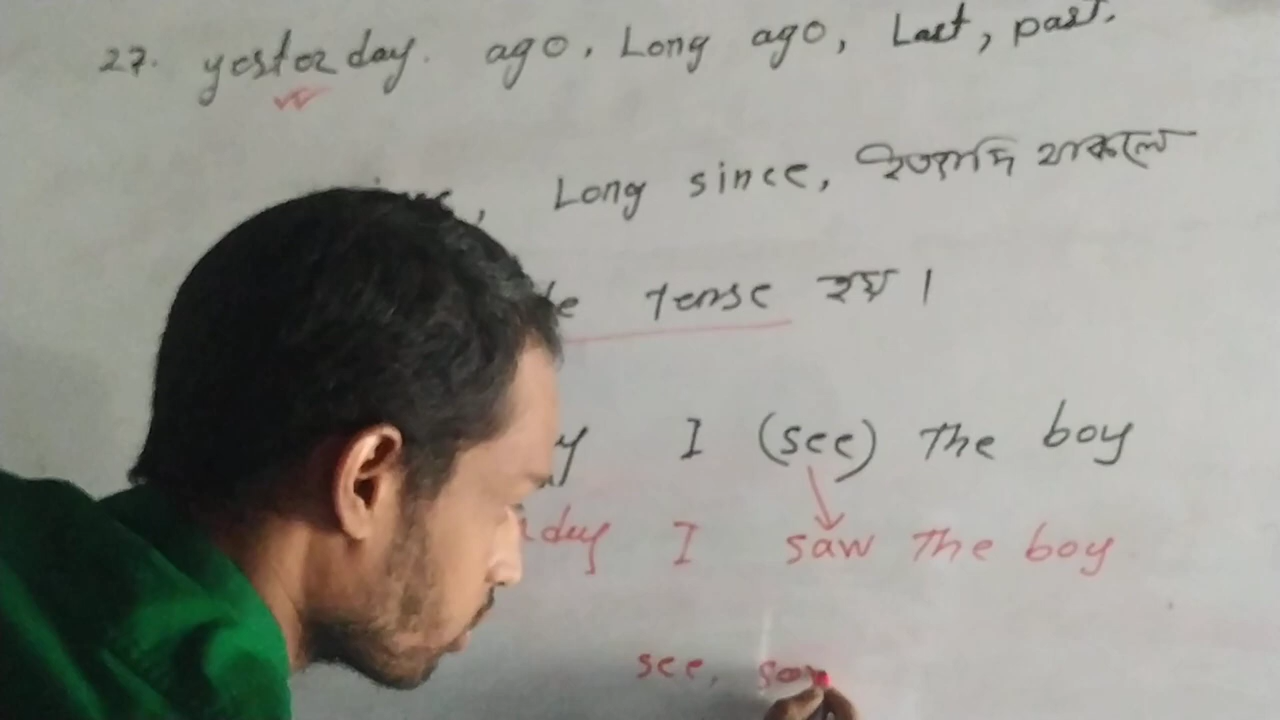 27. yesterday. ago, Long ago, Last, past.
Long since, ইত্যাদি থাকলে
Tense হয়।
I (see) The boy
day I saw The boy
see, saw